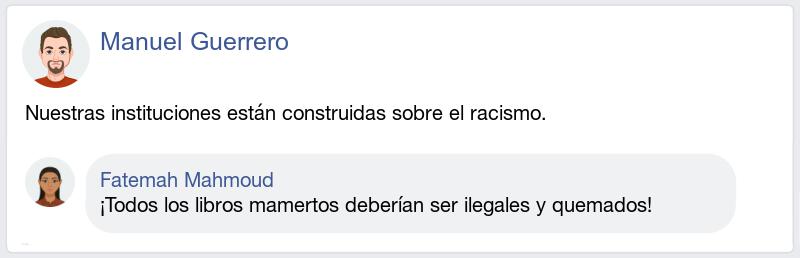 Manuel Guerrero
Nuestras instituciones están construidas sobre el racismo.
Fatemah Mahmoud
¡Todos los libros mamertos deberían ser ilegales y quemados!